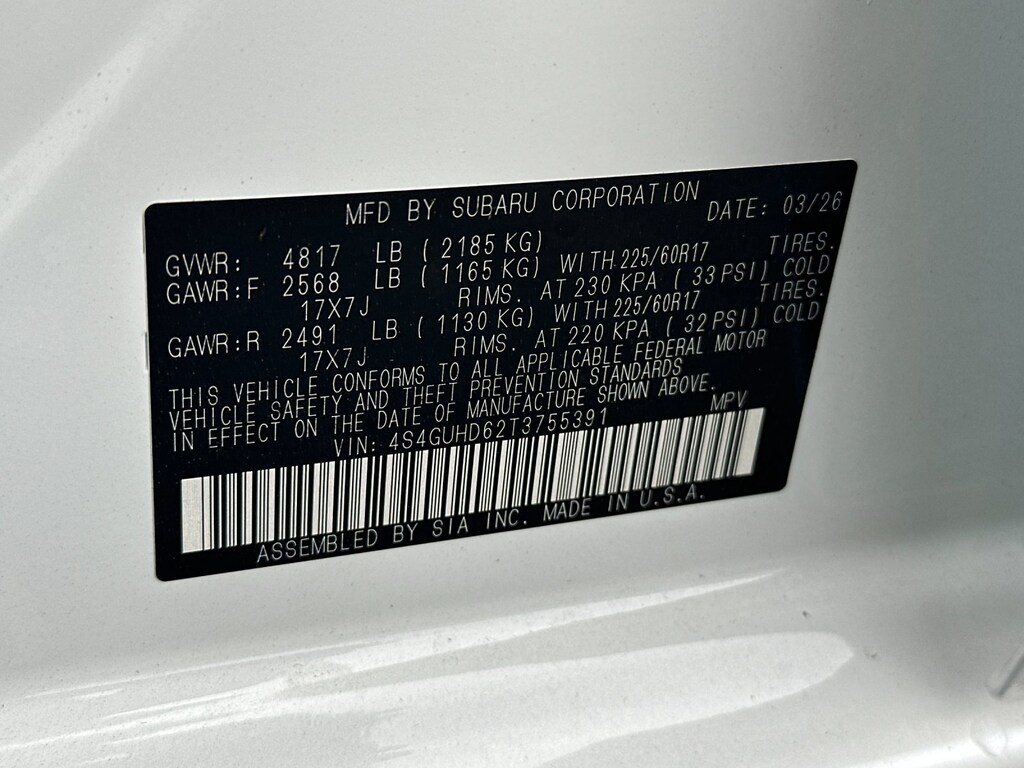 MFD BY SUBARU CORPORATION DATE: 03/26
GVWR: 4817 LB (2185 KG)
GAWR:F 2568 LB (1165 KG) WITH 225/60R17 TIRES.
17X7J RIMS. AT 230 KPA (33 PSI) COLD
GAWR:R 2491 LB (1130 KG) WITH 225/60R17 TIRES.
17X7J RIMS. AT 220 KPA (32 PSI) COLD
THIS VEHICLE CONFORMS TO ALL APPLICABLE FEDERAL MOTOR
VEHICLE SAFETY AND THEFT PREVENTION STANDARDS
IN EFFECT ON THE DATE OF MANUFACTURE SHOWN ABOVE.
VIN: 4S4GUHD62T3755391 MPV
ASSEMBLED BY SIA INC. MADE IN U.S.A.